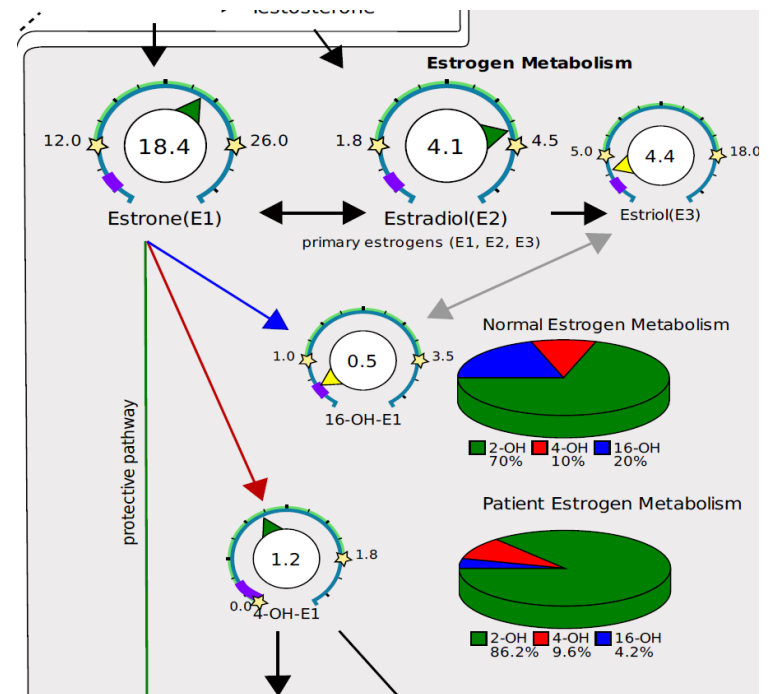 Testosterone
Estrogen Metabolism
12.0 18.4 26.0
1.8 4.1 4.5
5.0 4.4 18.0
Estrone(E1)
Estradiol(E2)
Estriol(E3)
primary estrogens (E1, E2, E3)
1.0 0.5 3.5
16-OH-E1
Normal Estrogen Metabolism
2-OH 4-OH 16-OH
70% 10% 20%
protective pathway
1.2 1.8
0.0
4-OH-E1
Patient Estrogen Metabolism
2-OH 4-OH 16-OH
86.2% 9.6% 4.2%